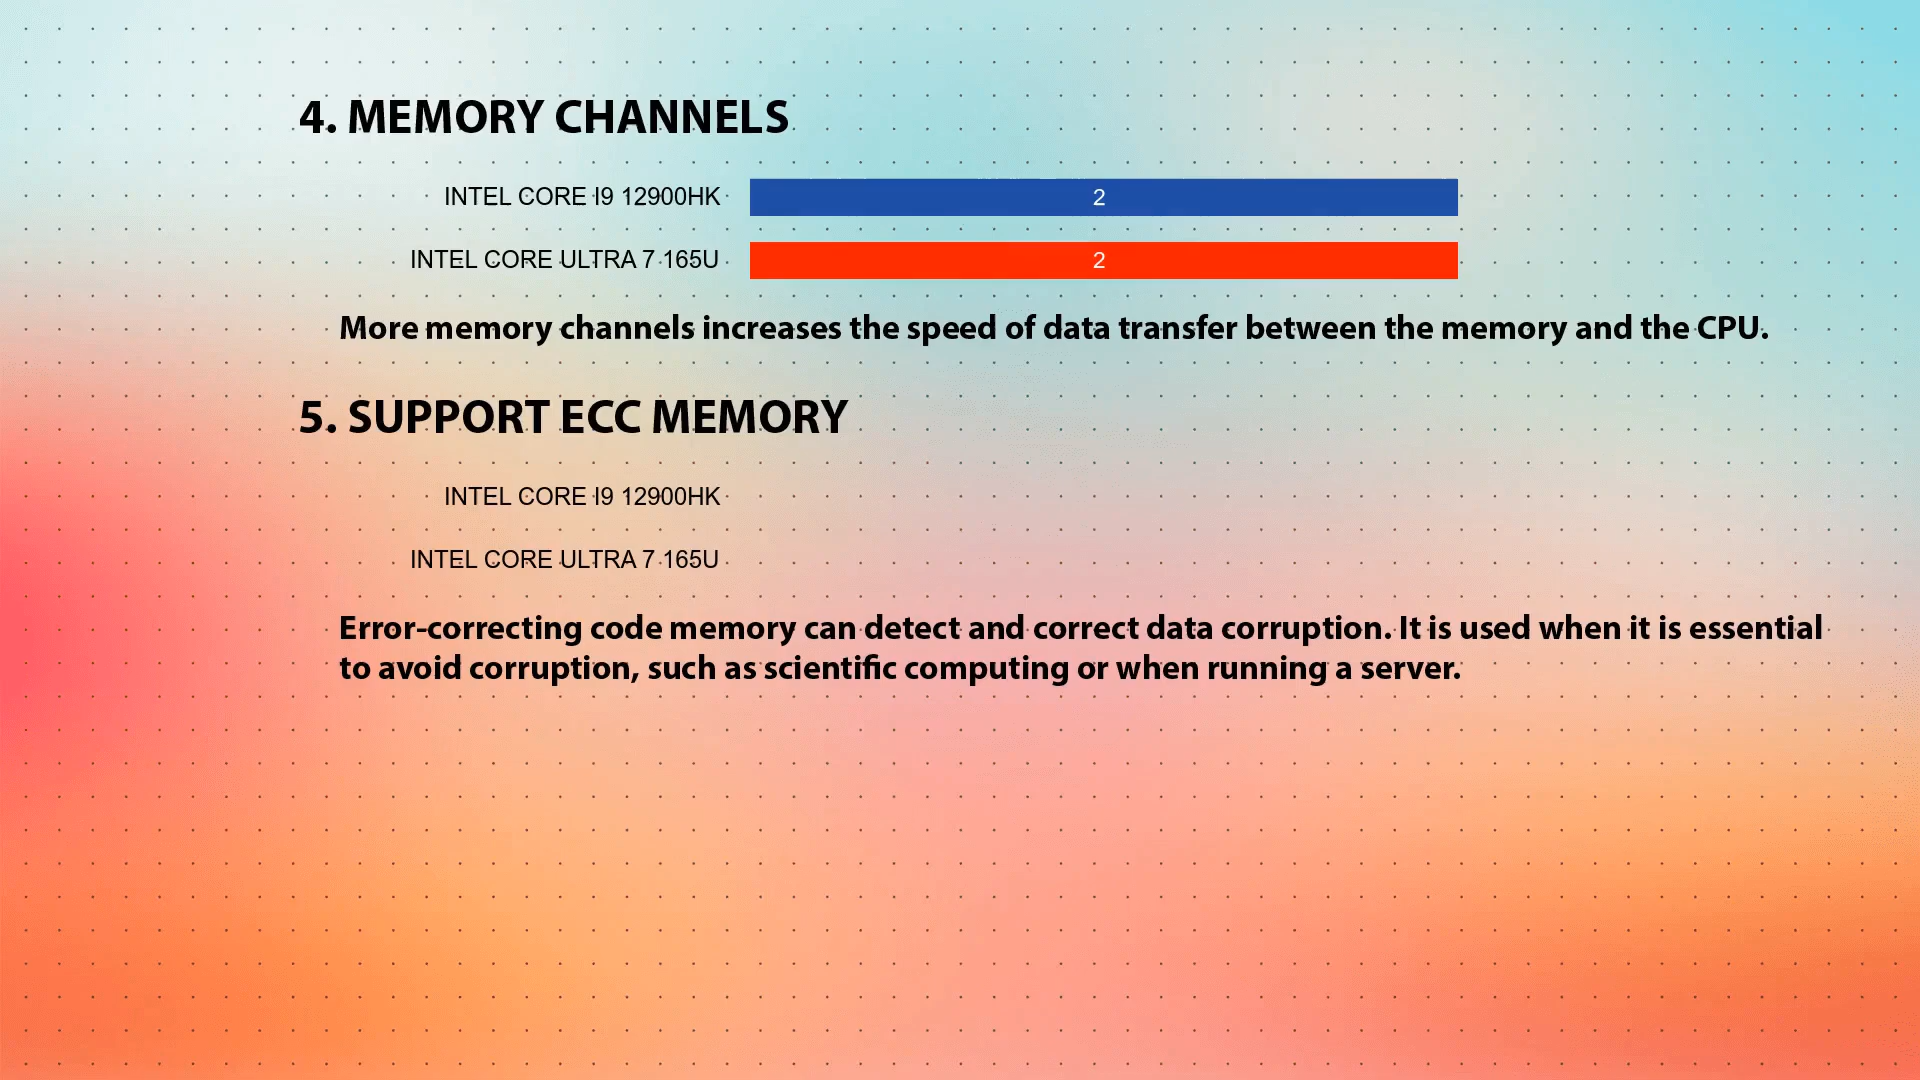 4. MEMORY CHANNELS
INTEL CORE I9 12900HK
2
INTEL CORE ULTRA 7 165U
2
More memory channels increases the speed of data transfer between the memory and the CPU.
5. SUPPORT ECC MEMORY
INTEL CORE I9 12900HK
INTEL CORE ULTRA 7 165U
Error-correcting code memory can detect and correct data corruption. It is used when it is essential
to avoid corruption, such as scientific computing or when running a server.